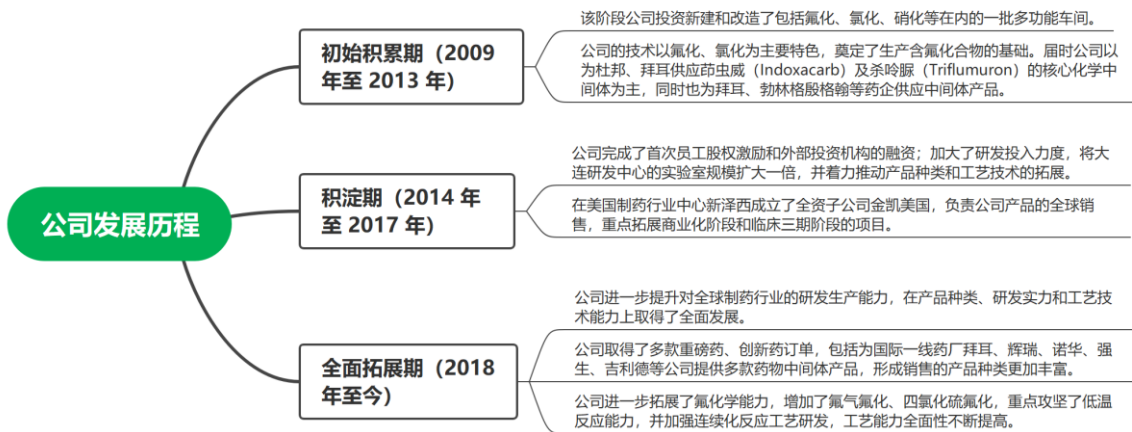 公司发展历程
初始积累期（2009
年至 2013 年）
该阶段公司投资新建和改造了包括氟化、氯化、硝化等在内的一批多功能车间。
公司的技术以氟化、氯化为主要特色，奠定了生产含氟化合物的基础。届时公司以
为杜邦、拜耳供应茚虫威（Indoxacarb）及杀呤脲（Triflumuron）的核心化学中
间体为主，同时也为拜耳、勃林格殷格翰等药企供应中间体产品。
积淀期（2014 年
至 2017 年）
公司完成了首次员工股权激励和外部投资机构的融资；加大了研发投入力度，将大
连研发中心的实验室规模扩大一倍，并着力推动产品种类和工艺技术的拓展。
在美国制药行业中心新泽西成立了全资子公司金凯美国，负责公司产品的全球销
售，重点拓展商业化阶段和临床三期阶段的项目。
全面拓展期（2018
年至今）
公司进一步提升对全球制药行业的研发生产能力，在产品种类、研发实力和工艺技
术能力上取得了全面发展。
公司取得了多款重磅药、创新药订单，包括为国际一线药厂拜耳、辉瑞、诺华、强
生、吉利德等公司提供多款药物中间体产品，形成销售的产品种类更加丰富。
公司进一步拓展了氟化学能力，增加了氟气氟化、四氯化硫氟化，重点攻坚了低温
反应能力，并加强连续化反应工艺研发，工艺能力全面性不断提高。